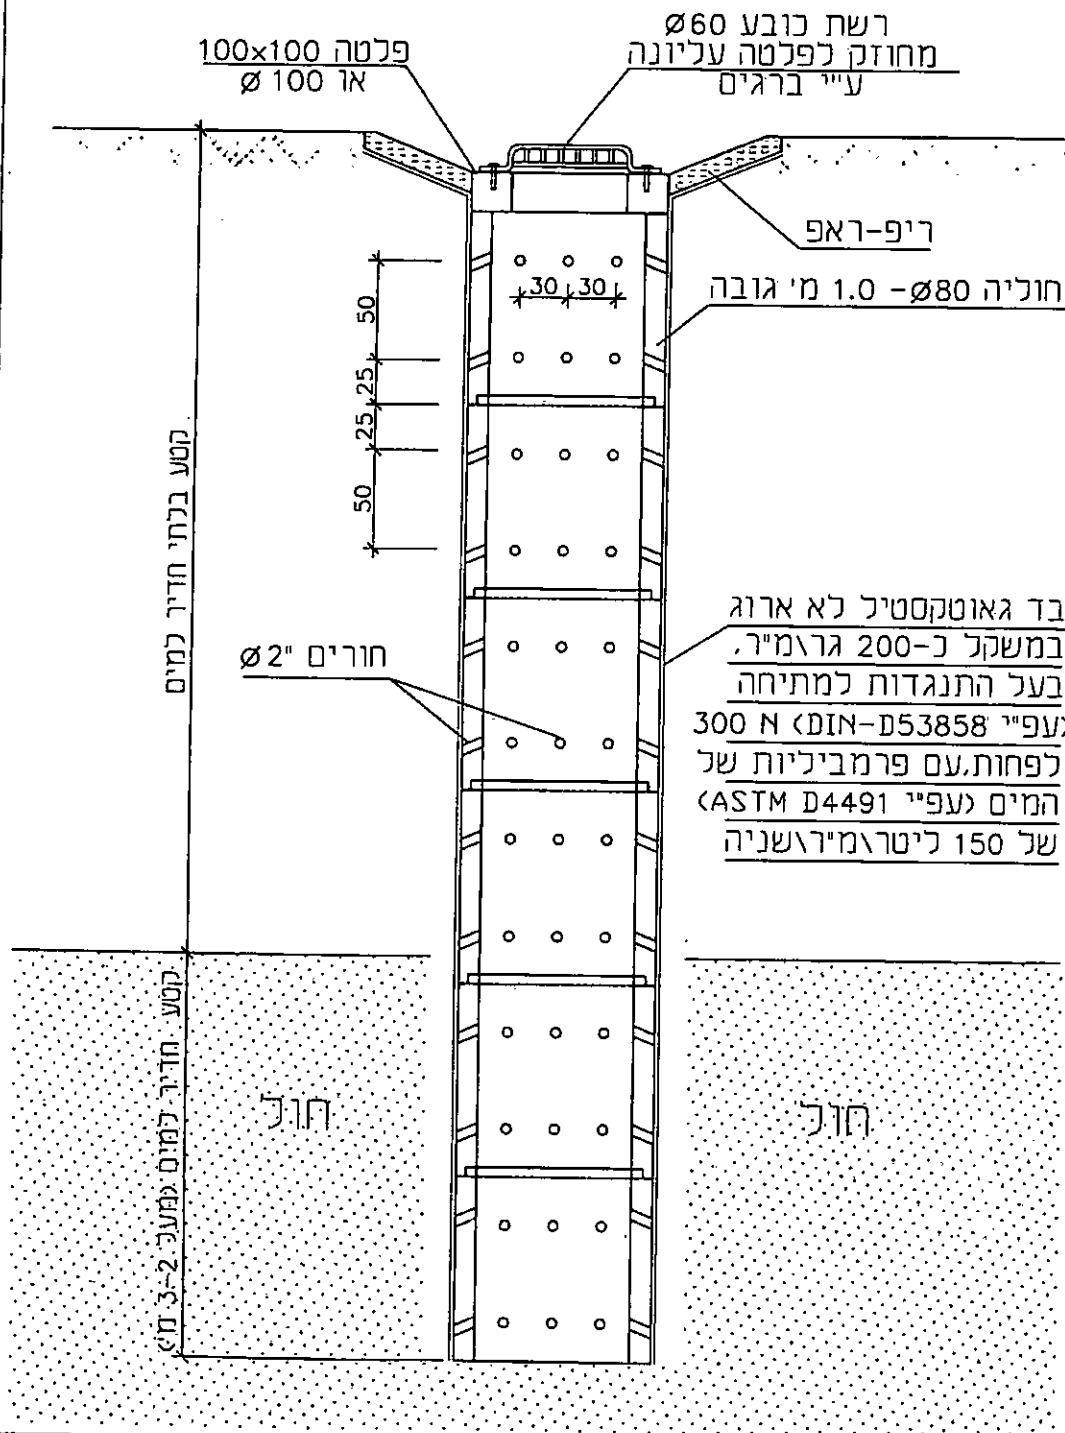 רשת כובע Ø60
מחוזק לפלטה עליונה
ע"י ברגים
פלטה 100x100
או Ø 100
ריפ-ראפ
חוליה Ø80- 1.0 מ' גובה
30 30
50
25
25
50
קטע בלתי חדיר למים
חורים "2 Ø
בד גאוטקסטיל לא ארוג
במשקל כ-200 גר\מ"ר.
בעל התנגדות למתיחה
(עפ"י DIN-D53858) 300 N
לפחות.עם פרמביליות של
המים (עפ"י ASTM D4491)
של 150 ליטר\מ"ר\שניה
קטע חדיר למים (מעל 3-2 מ')
חול
חול